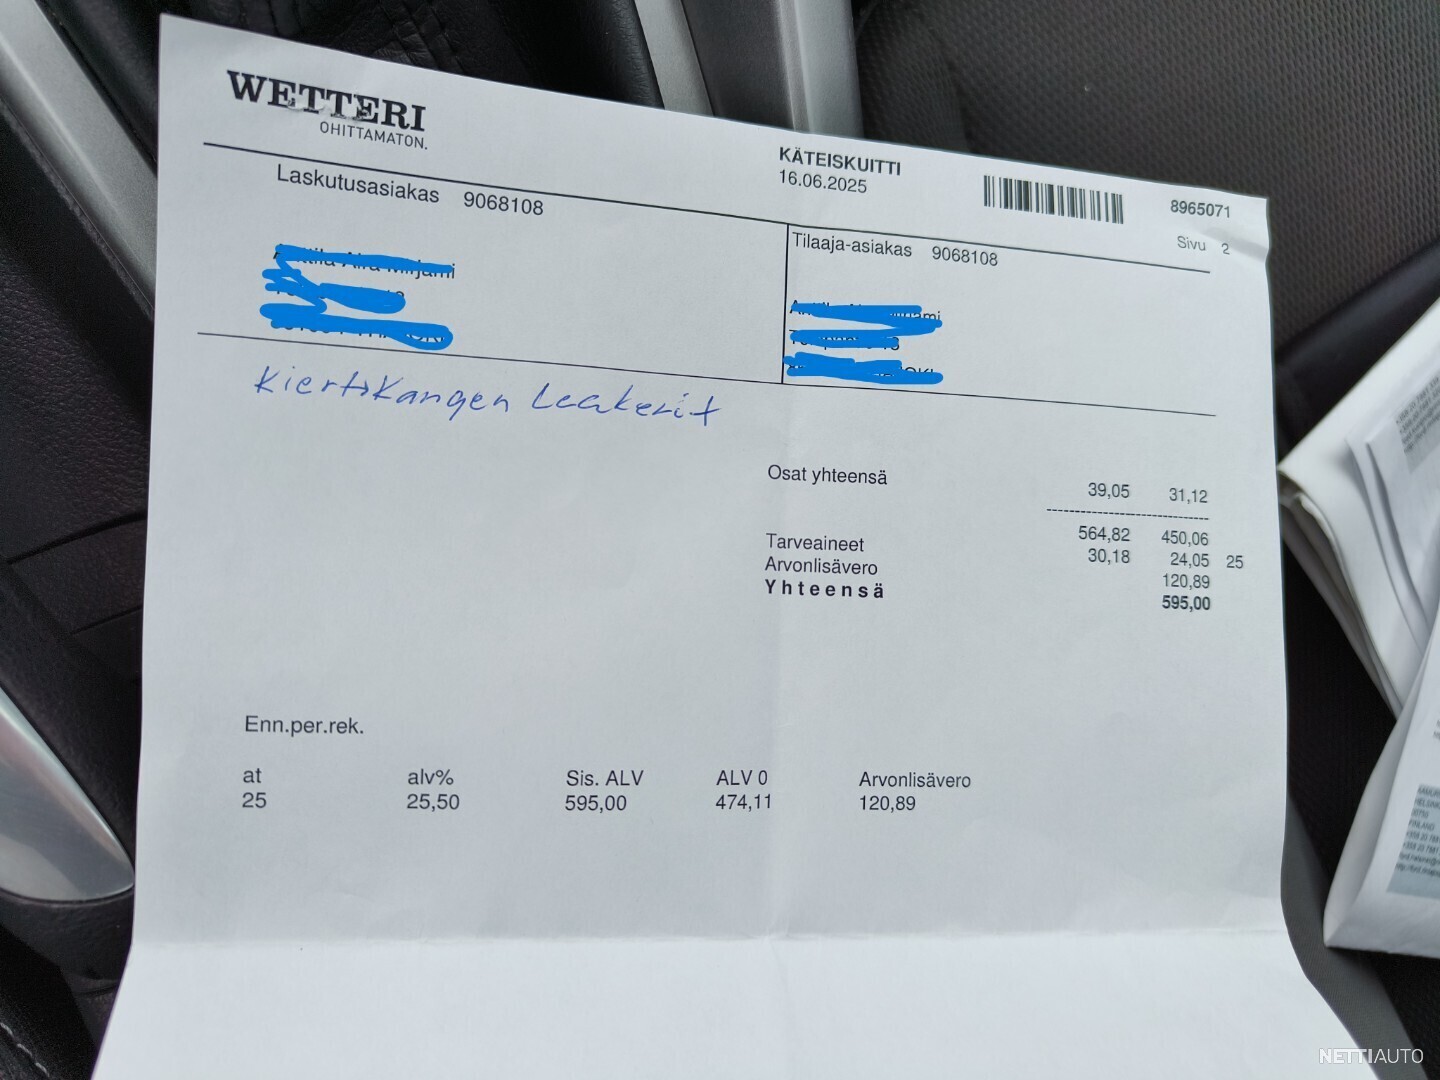 WETTERI
OHITTAMATON.
KÄTEISKUITTI
16.06.2025
8965071
Sivu 2
Laskutusasiakas 9068108
Tilaaja-asiakas 9068108
Kiertokangen Laakerit
Osat yhteensä 39,05 31,12
564,82 450,06
Tarveaineet 30,18 24,05 25
Arvonlisävero 120,89
Yhteensä 595,00
Enn.per.rek.
at alv% Sis. ALV ALV 0 Arvonlisävero
25 25,50 595,00 474,11 120,89
NETTIAUTO